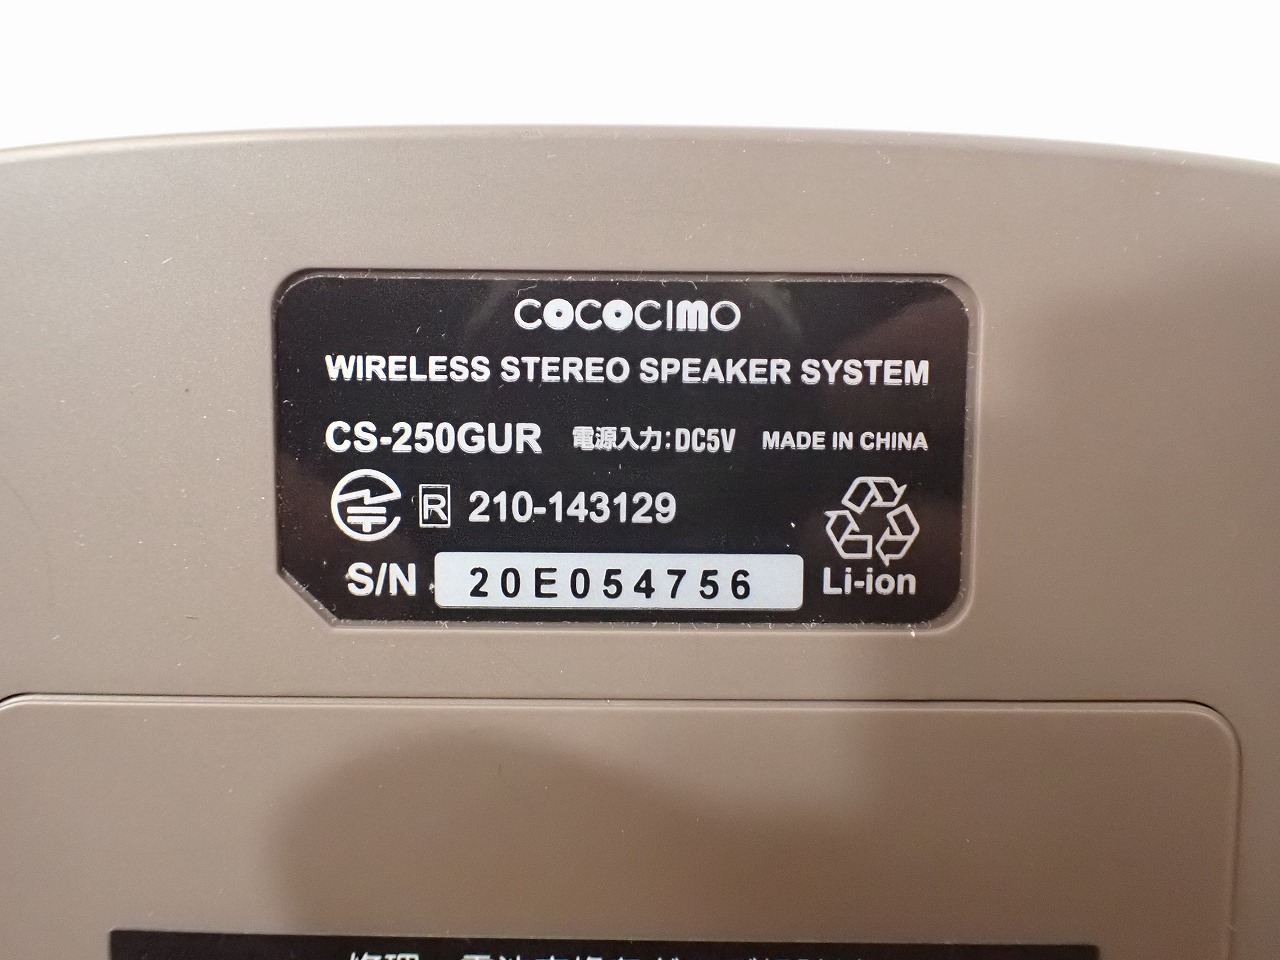 COCOCIMO
WIRELESS STEREO SPEAKER SYSTEM
CS-250GUR 電源入力:DC5V MADE IN CHINA
R 210-143129
S/N 20E054756
Li-ion